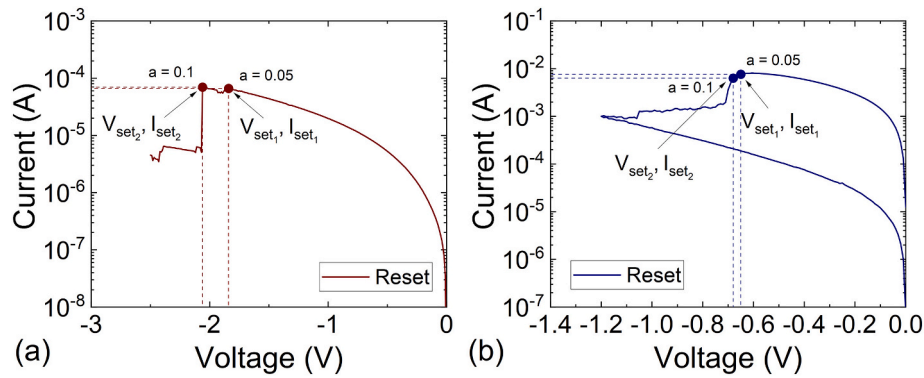 10⁻³
10⁻⁴
10⁻⁵
10⁻⁶
10⁻⁷
10⁻⁸
Current (A)
a = 0.1
a = 0.05
V_set₂, I_set₂
V_set₁, I_set₁
Reset
-3
-2
-1
0
(a)
Voltage (V)
10⁻¹
10⁻²
10⁻³
10⁻⁴
10⁻⁵
10⁻⁶
10⁻⁷
Current (A)
a = 0.05
a = 0.1
V_set₁, I_set₁
V_set₂, I_set₂
Reset
-1.4
-1.2
-1.0
-0.8
-0.6
-0.4
-0.2
0.0
(b)
Voltage (V)